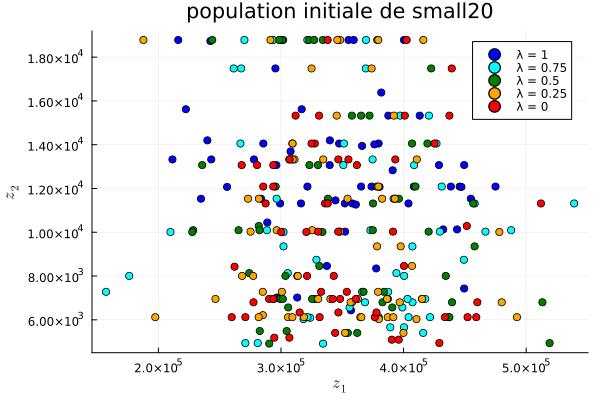 population initiale de small20
1.80×10⁴
1.60×10⁴
1.40×10⁴
1.20×10⁴
1.00×10⁴
8.00×10³
6.00×10³
z₂
λ = 1
λ = 0.75
λ = 0.5
λ = 0.25
λ = 0
2.0×10⁵ 3.0×10⁵ 4.0×10⁵ 5.0×10⁵
z₁